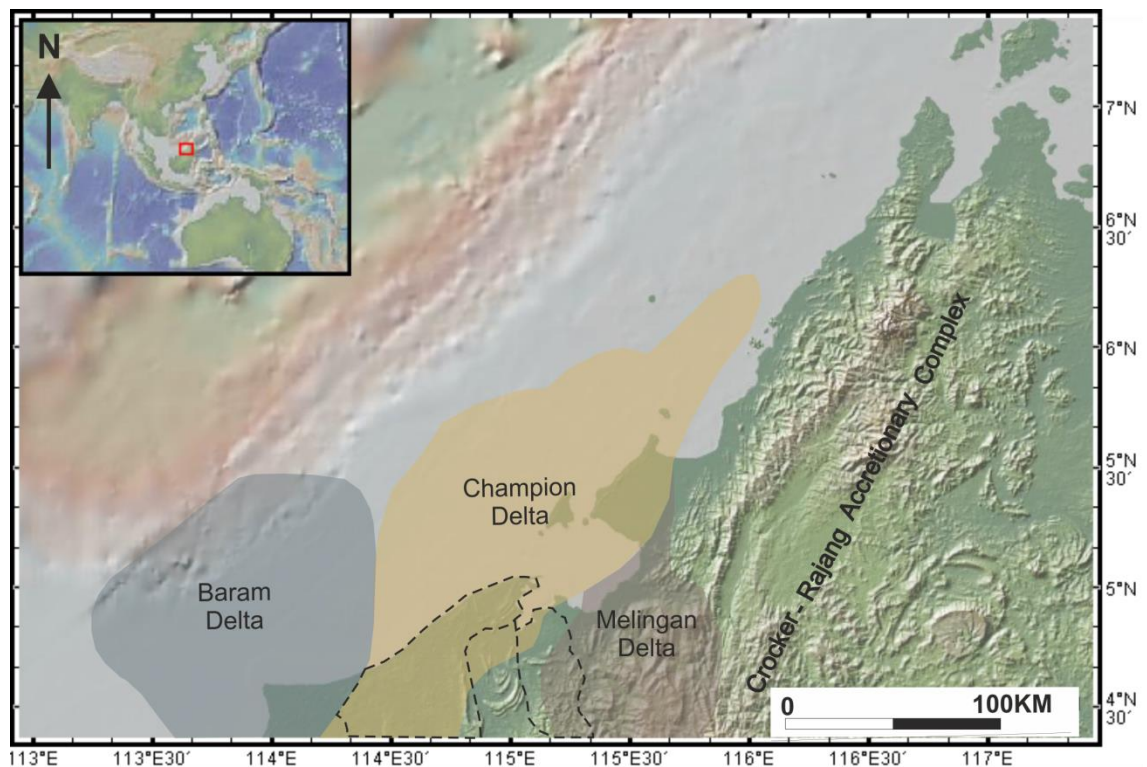 N
7°N
6°N
30′
6°N
5°N
30′
5°N
4°N
30′
Champion
Delta
Baram
Delta
Melingan
Delta
Crocker-Rajang Accretionary Complex
0 100KM
113°E 113°E30′ 114°E 114°E30′ 115°E 115°E30′ 116°E 116°E30′ 117°E